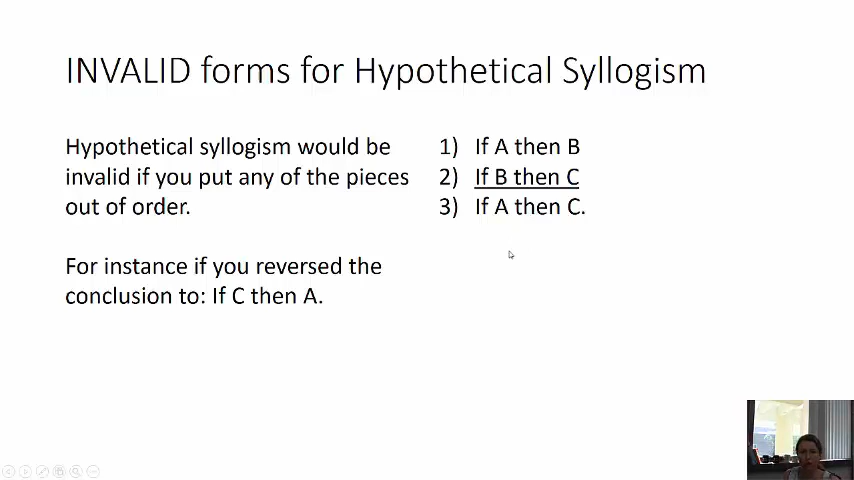 INVALID forms for Hypothetical Syllogism
Hypothetical syllogism would be
invalid if you put any of the pieces
out of order.
For instance if you reversed the
conclusion to: If C then A.
1) If A then B
2) If B then C
3) If A then C.